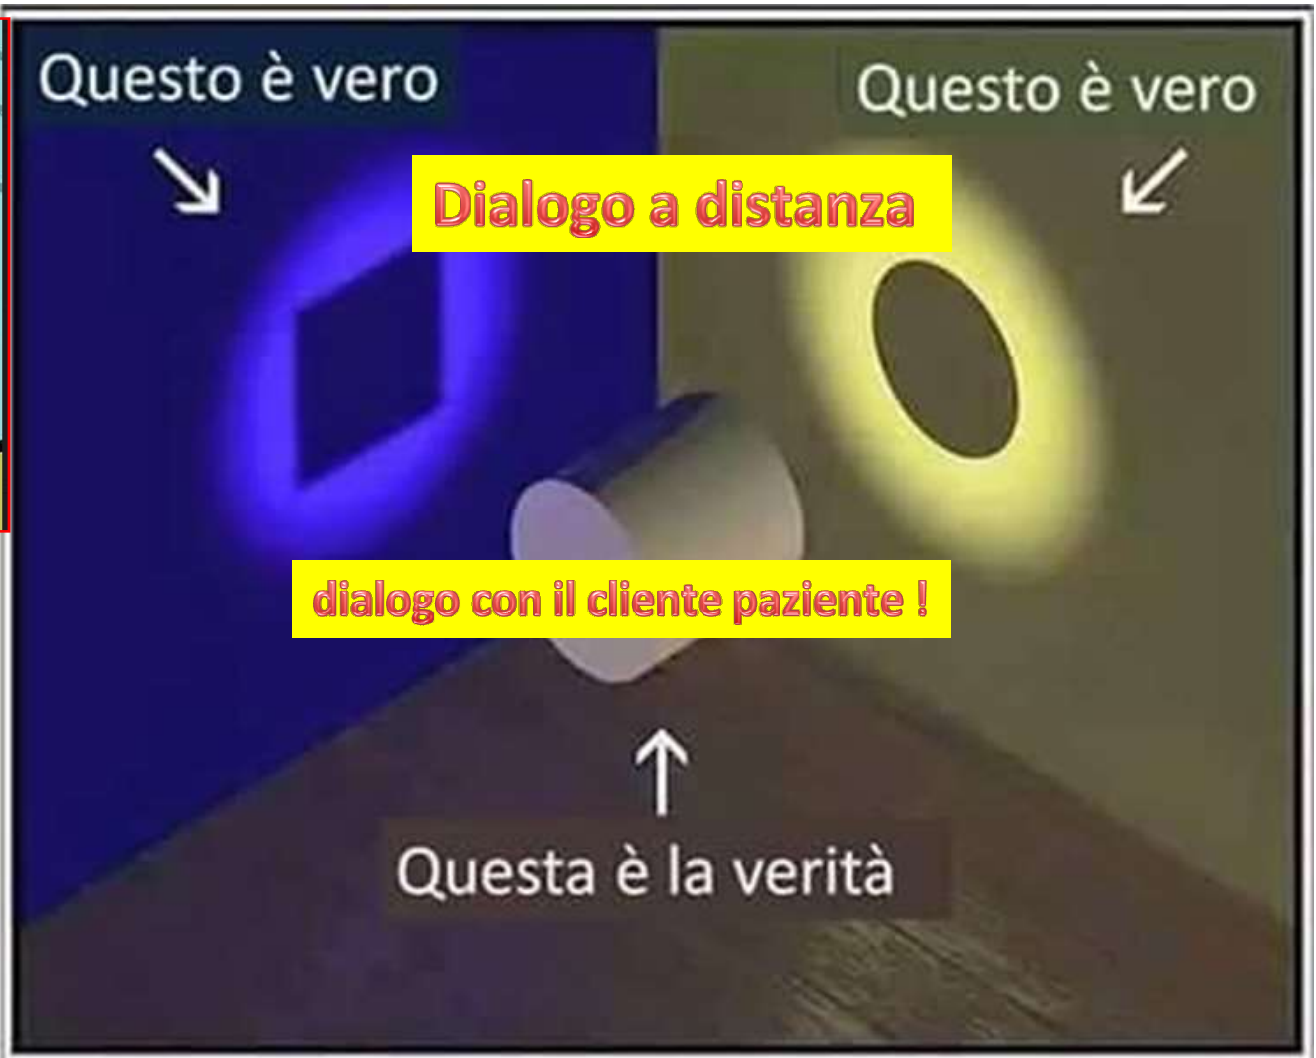 Questo è vero
Questo è vero
Dialogo a distanza
dialogo con il cliente paziente !
Questa è la verità